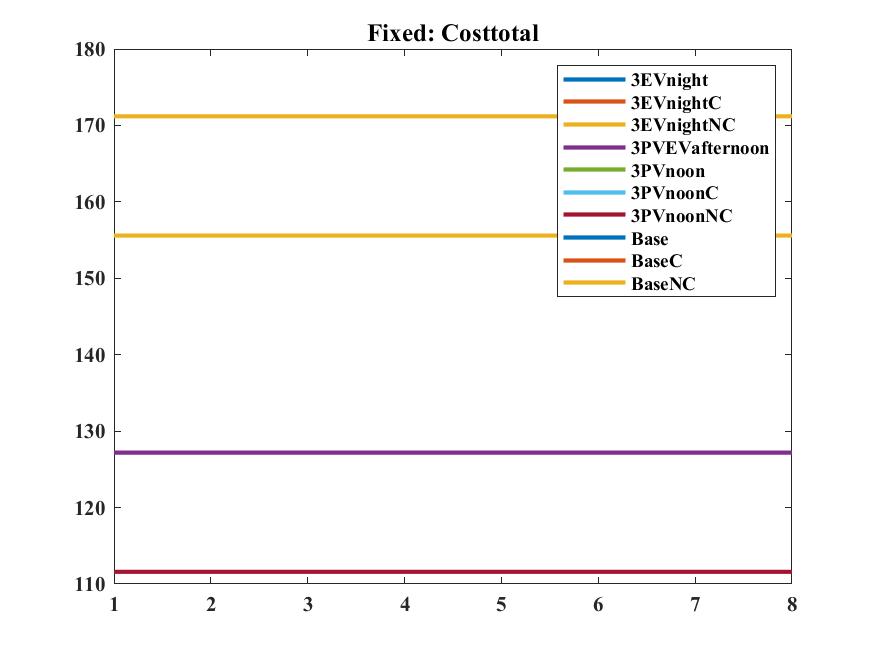 Fixed: Costtotal
180
170
160
150
140
130
120
110
1 2 3 4 5 6 7 8
3EVnight
3EVnightC
3EVnightNC
3PVEVafternoon
3PVnoon
3PVnoonC
3PVnoonNC
Base
BaseC
BaseNC